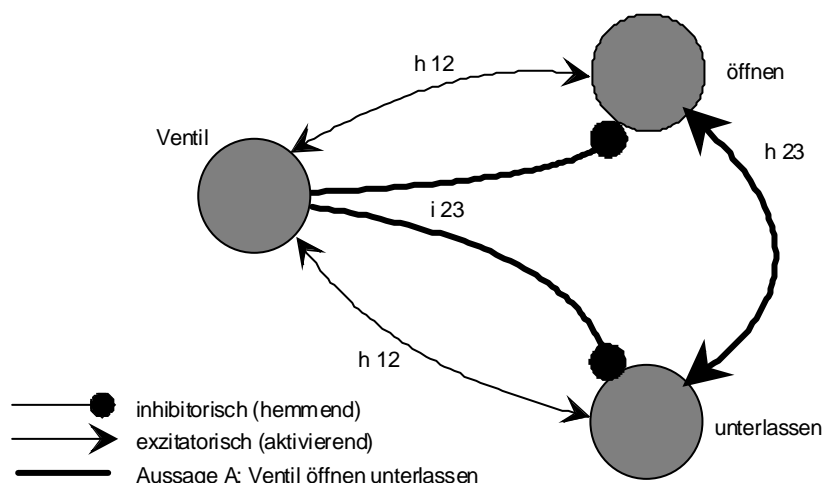 h 12
öffnen
Ventil
h 23
i 23
h 12
unterlassen
inhibitorisch (hemmend)
exzitatorisch (aktivierend)
Aussage A: Ventil öffnen unterlassen